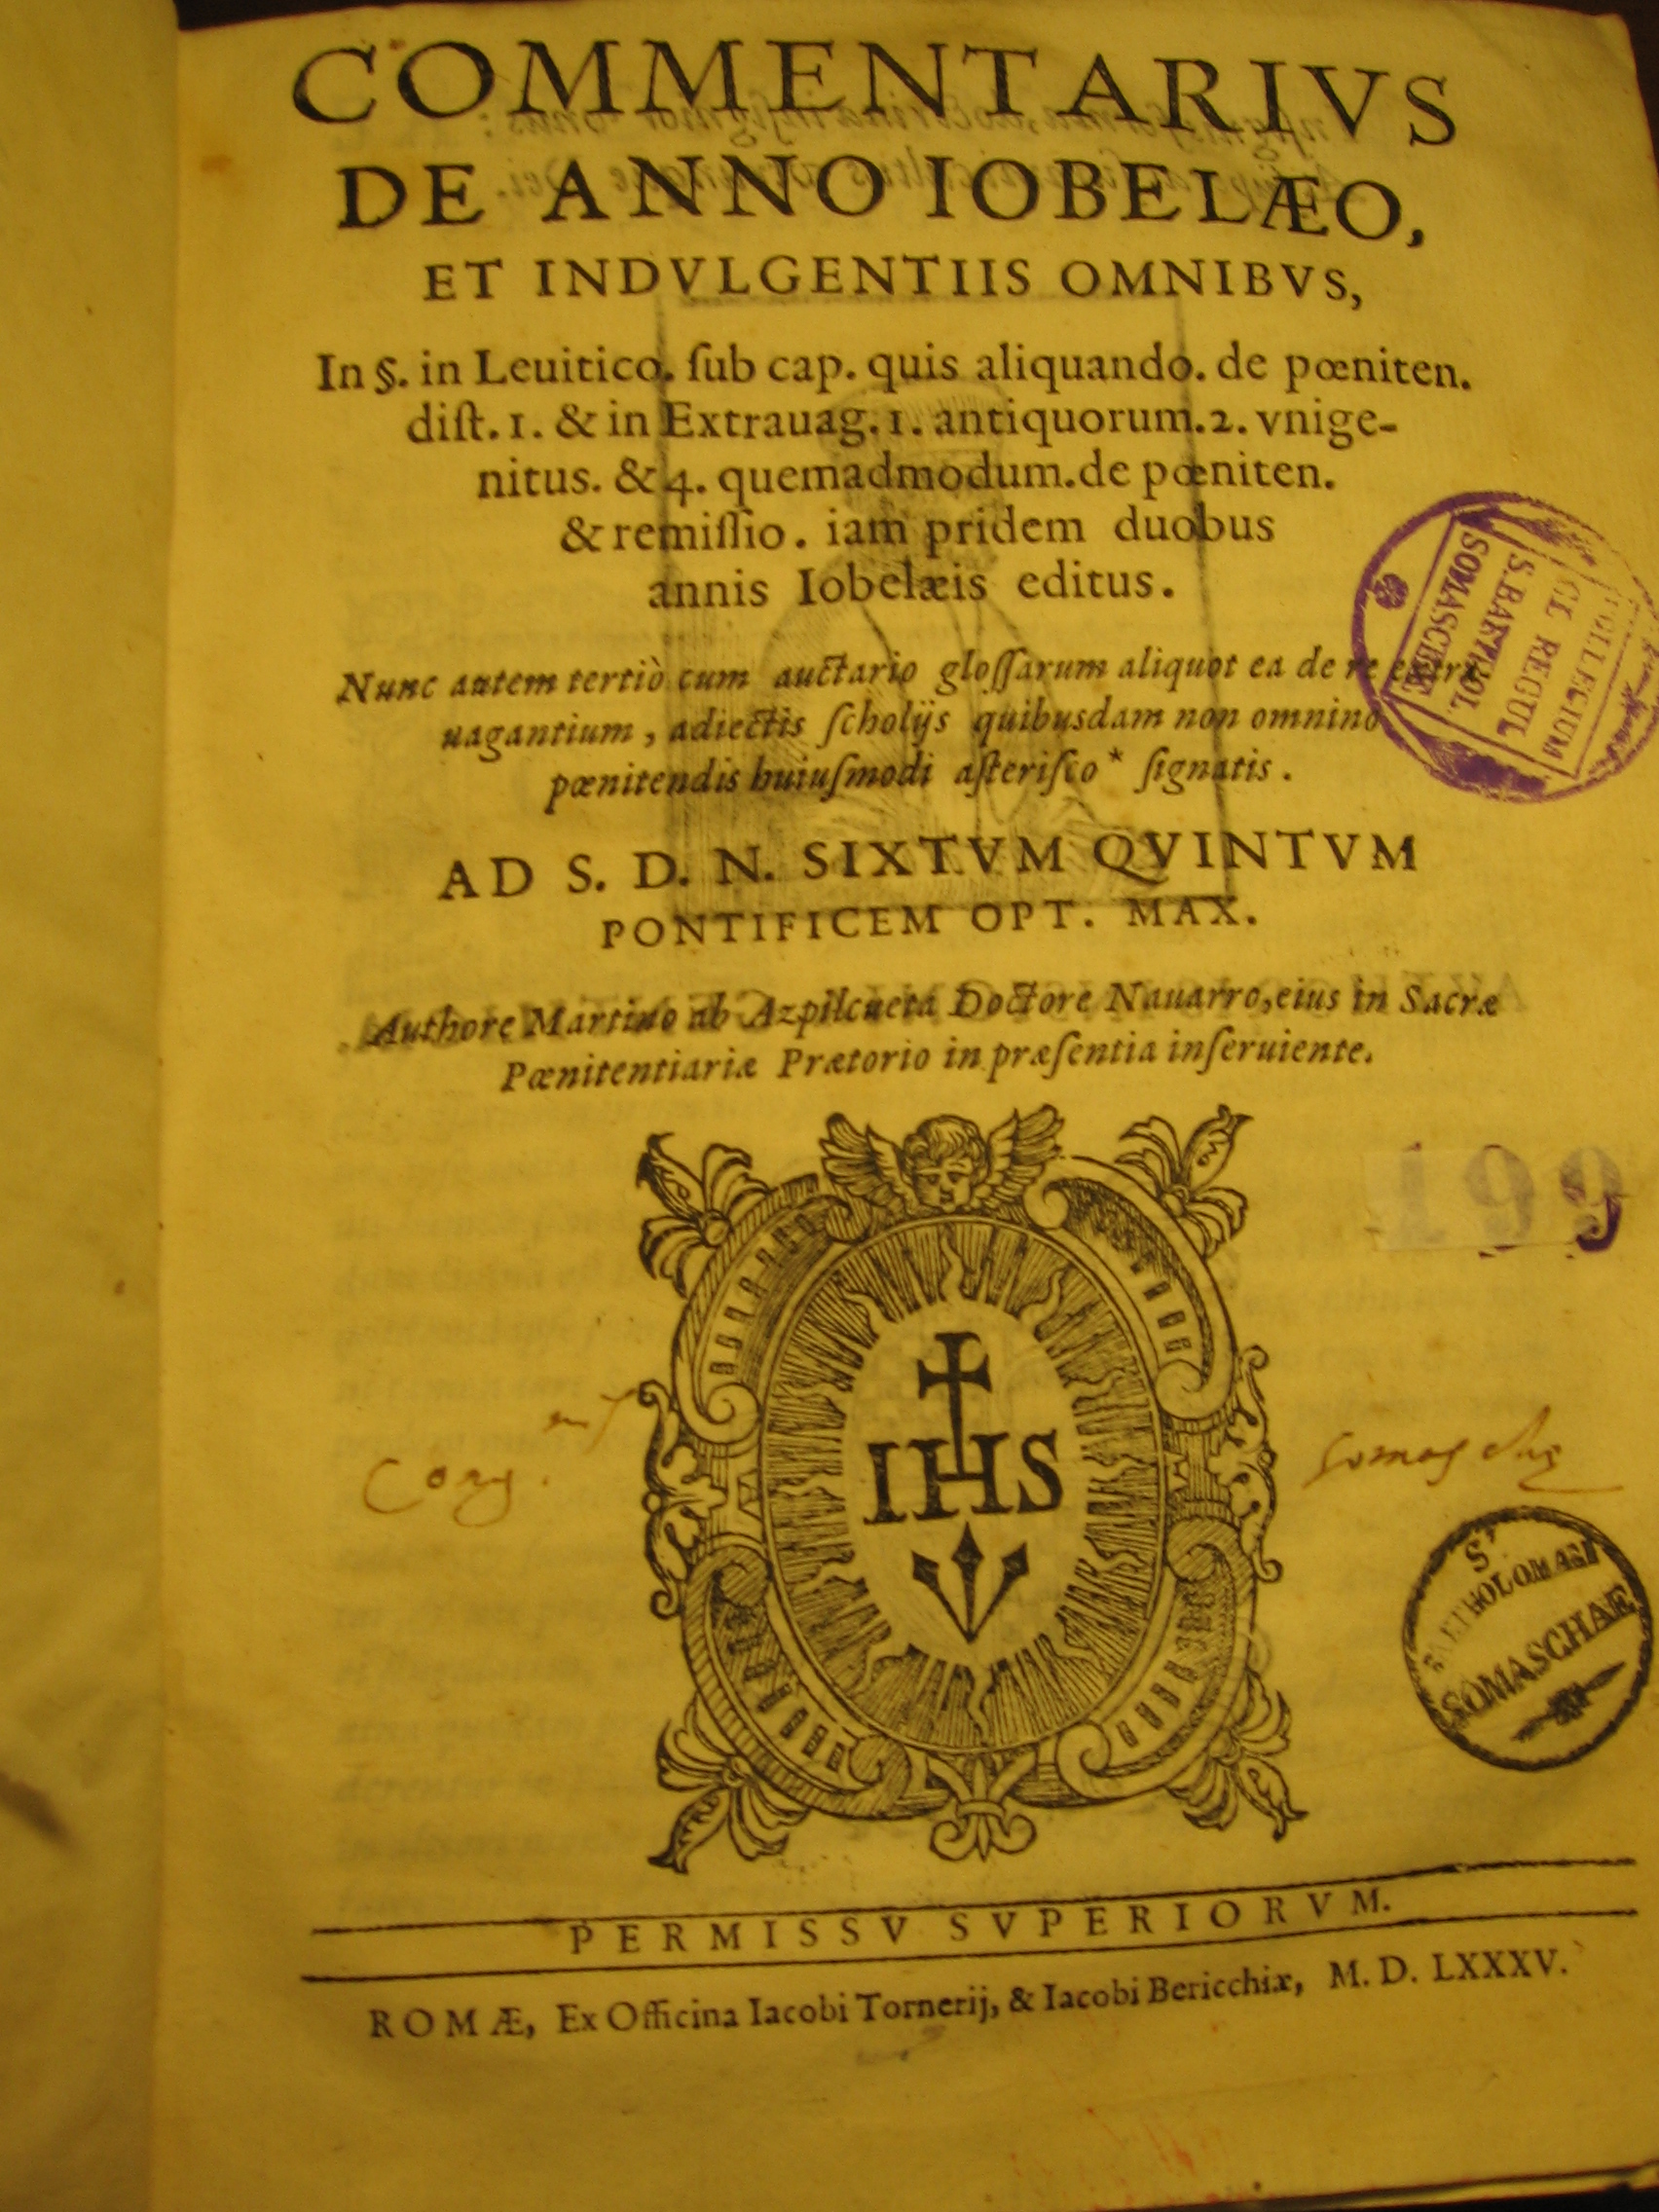 COMMENTARIVS
DE ANNO IOBELÆO,
ET INDVLGENTIIS OMNIBVS,
In §. in Leuitico. ſub cap. quis aliquando. de pœniten.
diſt. 1. & in Extrauag. 1. antiquorum. 2. vnige-
nitus. & 4. quemadmodum. de pœniten.
& remiſſio. iam pridem duobus
annis Iobelæis editus.
Nunc autem tertiò cum auctario gloſſarum aliquot ea de re extra
uagantium, adiectis ſcholijs quibusdam non omnino
pœnitendis huiuſmodi aſteriſco * ſignatis.
AD S. D. N. SIXTVM QVINTVM
PONTIFICEM OPT. MAX.
Authore Martino ab Azpilcueta Doctore Nauarro, eius in Sacræ
Pœnitentiariæ Prætorio in præſentia inſeruiente.
COLLEGIUM
CL. REGUL
S. BARTHOL.
SOMASCHÆ
199
IHS
Cong.
Somaschæ
S.
BARTHOLOMAEI
SOMASCHAE
PERMISSV SVPERIORVM.
ROMÆ, Ex Officina Iacobi Tornerij, & Iacobi Bericchiæ, M. D. LXXXV.